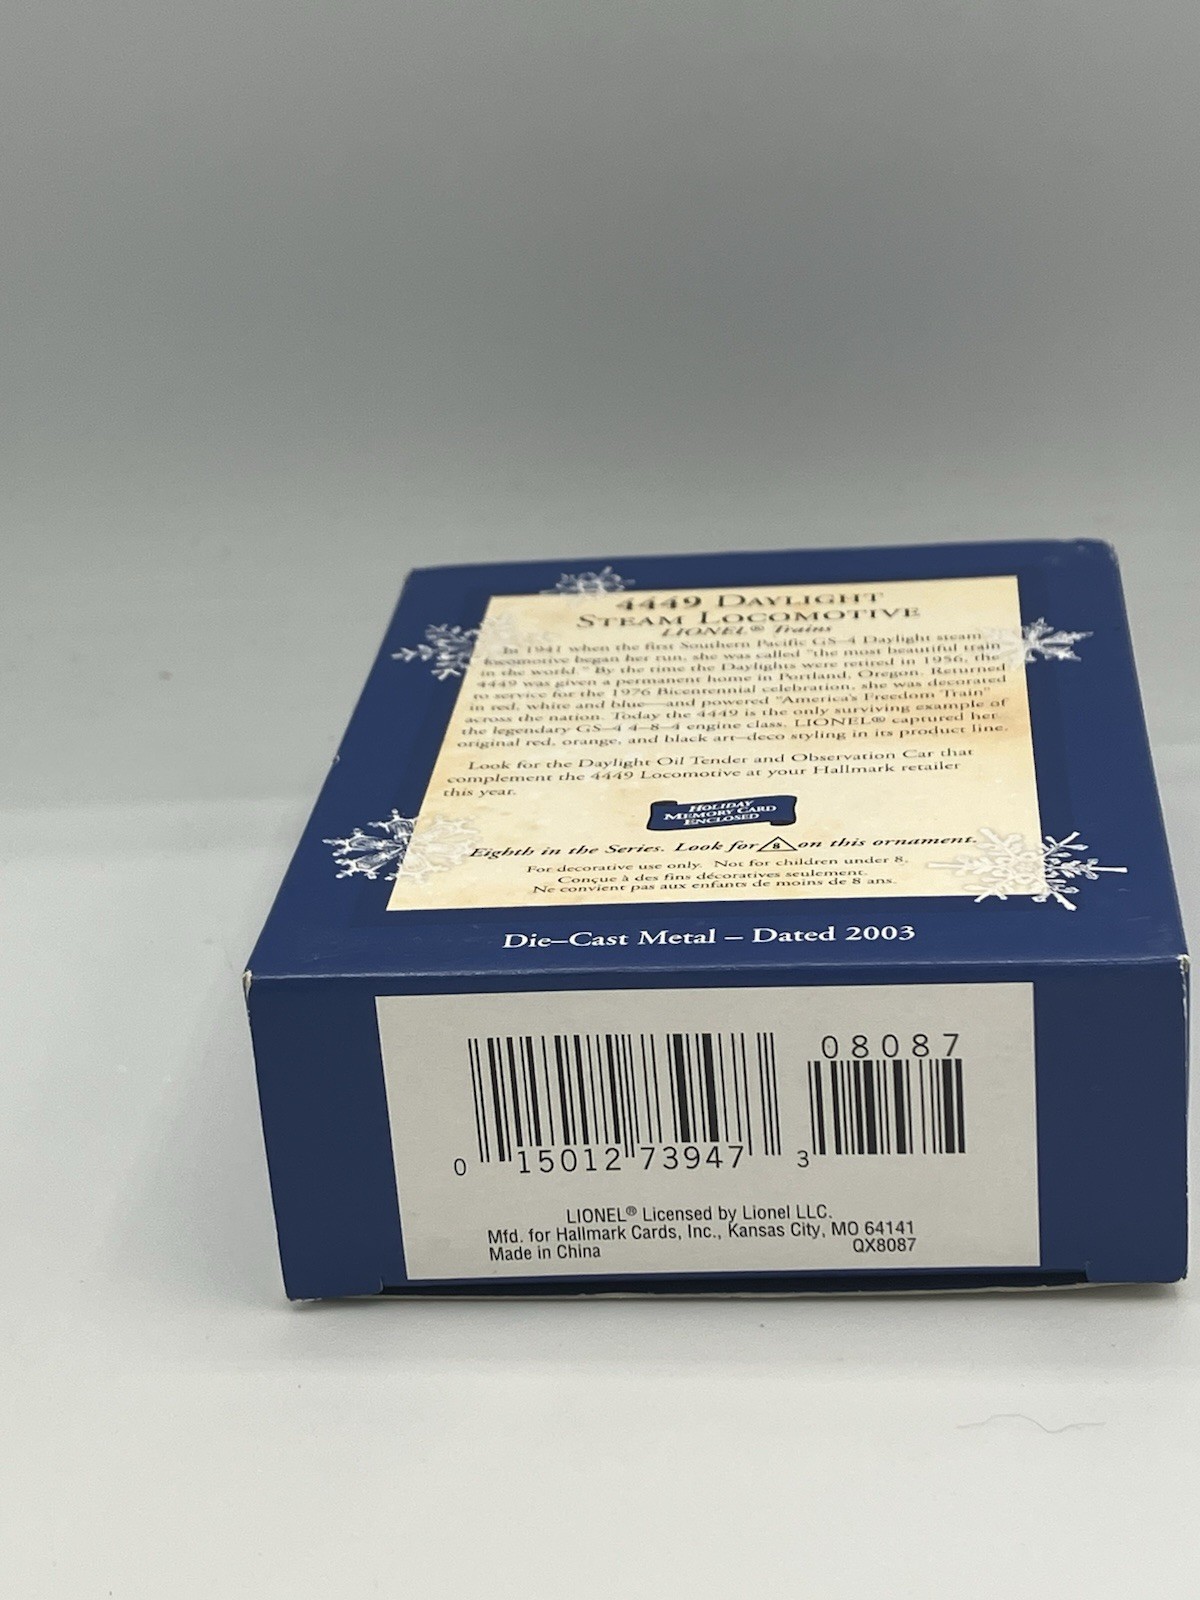 4449 DAYLIGHT
STEAM LOCOMOTIVE
LIONEL® Trains
In 1941 when the first Southern Pacific GS-4 Daylight steam
locomotive began her run, she was called "the most beautiful train
in the world." By the time the Daylights were retired in 1956, the
4449 was given a permanent home in Portland, Oregon. Returned
to service for the 1976 Bicentennial celebration, she was decorated
in red, white and blue—and powered "America's Freedom Train"
across the nation. Today the 4449 is the only surviving example of
the legendary GS-4 4-8-4 engine class. LIONEL® captured her
original red, orange, and black art-deco styling in its product line.
Look for the Daylight Oil Tender and Observation Car that
complement the 4449 Locomotive at your Hallmark retailer
this year.
HOLIDAY
MEMORY CARD
ENCLOSED
Eighth in the Series. Look for 8 on this ornament.
For decorative use only. Not for children under 8.
Conçue à des fins décoratives seulement.
Ne convient pas aux enfants de moins de 8 ans.
Die-Cast Metal – Dated 2003
08087
0 15012 73947 3
LIONEL® Licensed by Lionel LLC.
Mfd. for Hallmark Cards, Inc., Kansas City, MO 64141
Made in China QX8087